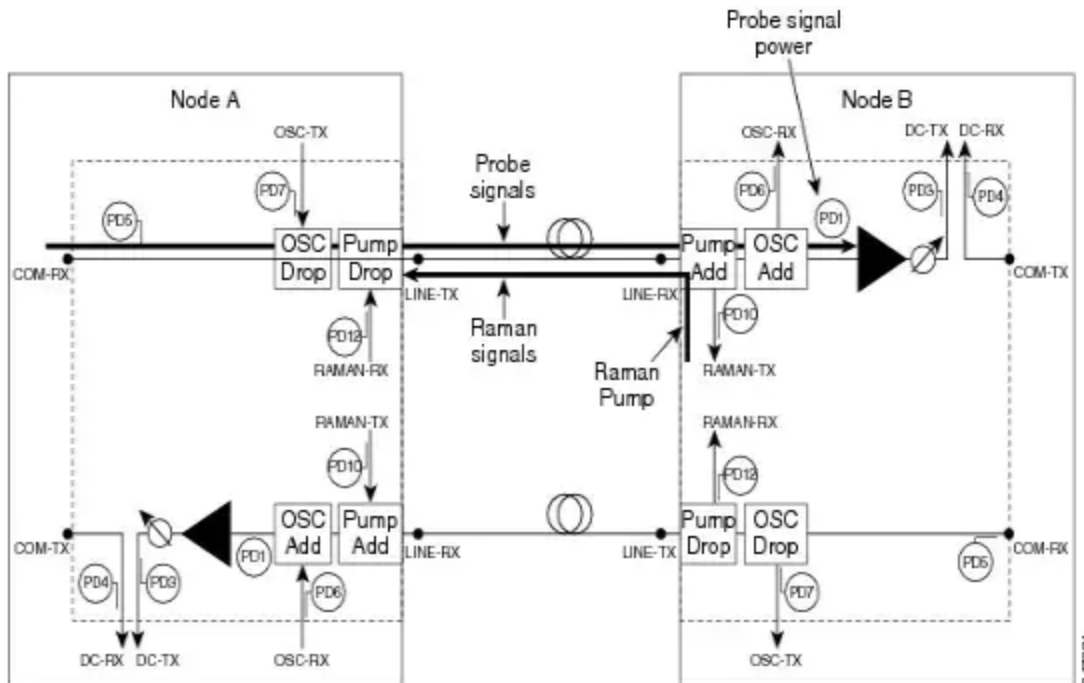 Probe signal
power
Node A
Node B
OSC-TX
OSC-RX
DC-TX
DC-RX
Probe
signals
PD7
PD6
PD3
PD4
PD5
PD1
OSC
Drop
Pump
Drop
Pump
Add
OSC
Add
COM-RX
LINE-TX
LINE-RX
COM-TX
PD12
Raman
signals
PD10
RAMAN-RX
Raman
Pump
RAMAN-TX
RAMAN-TX
RAMAN-RX
PD10
PD12
OSC
Add
Pump
Add
Pump
Drop
OSC
Drop
COM-TX
PD1
LINE-RX
LINE-TX
COM-RX
PD5
PD4
PD3
PD6
PD7
DC-RX
DC-TX
OSC-RX
OSC-TX